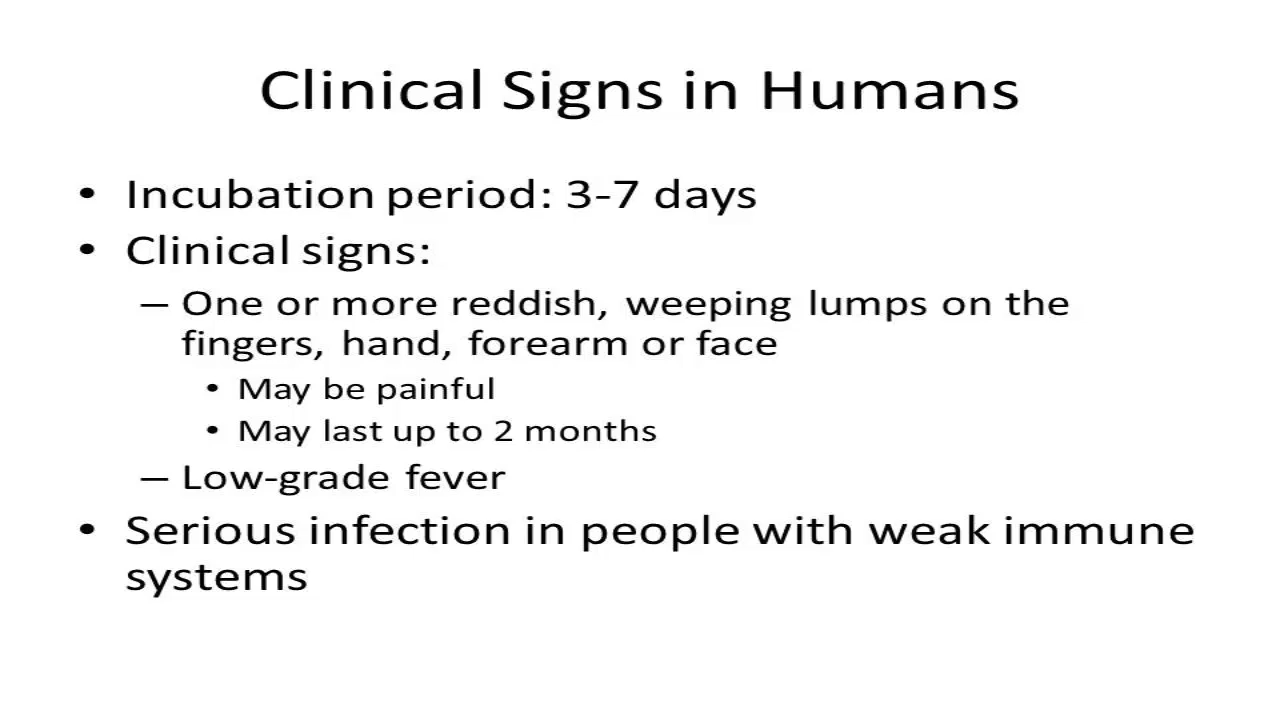 Clinical Signs in Humans
• Incubation period: 3-7 days
• Clinical signs:
– One or more reddish, weeping lumps on the
fingers, hand, forearm or face
• May be painful
• May last up to 2 months
– Low-grade fever
• Serious infection in people with weak immune
systems